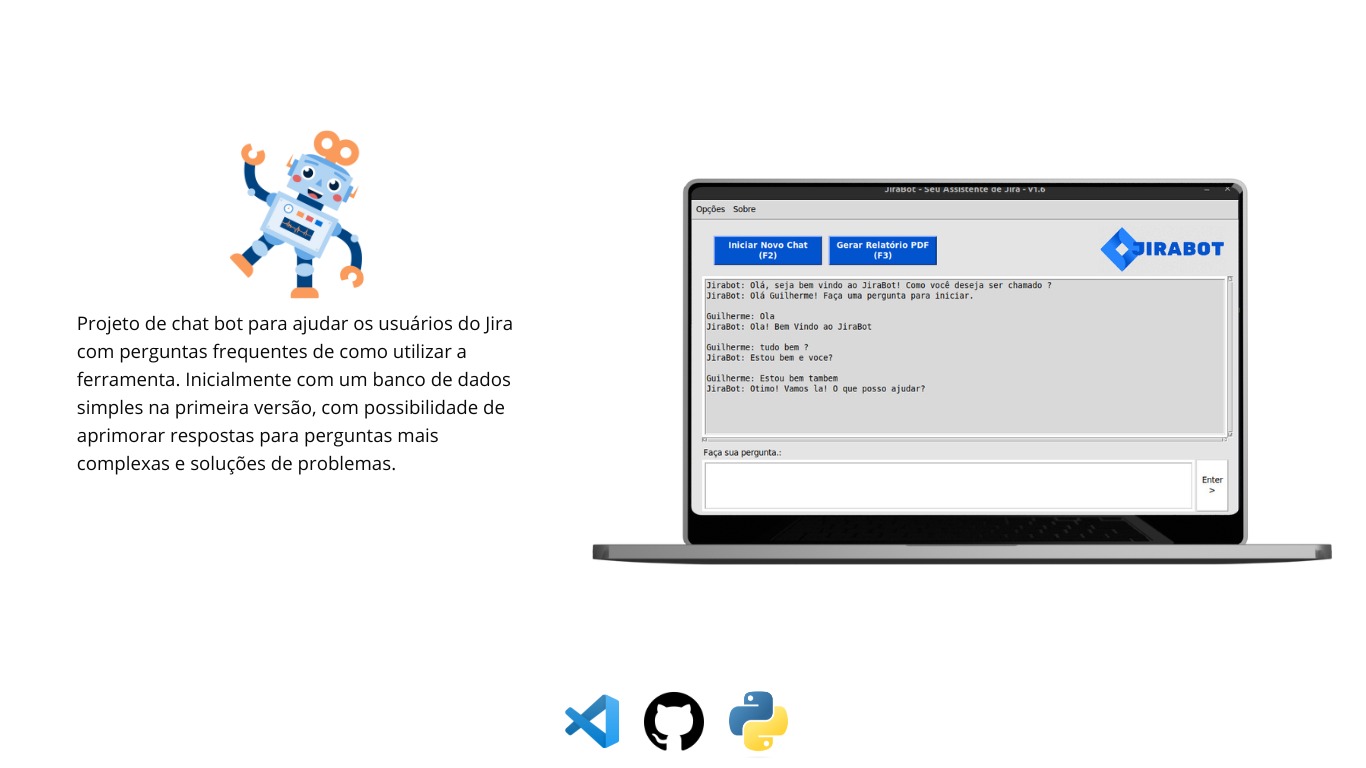 Projeto de chat bot para ajudar os usuários do Jira
com perguntas frequentes de como utilizar a
ferramenta. Inicialmente com um banco de dados
simples na primeira versão, com possibilidade de
aprimorar respostas para perguntas mais
complexas e soluções de problemas.
JiraBot - Seu Assistente de Jira - V1.6
Opções Sobre
Iniciar Novo Chat
(F2)
Gerar Relatório PDF
(F3)
JIRABOT
Jirabot: Olá, seja bem vindo ao JiraBot! Como você deseja ser chamado ?
JiraBot: Olá Guilherme! Faça uma pergunta para iniciar.
Guilherme: Ola
JiraBot: Ola! Bem Vindo ao JiraBot
Guilherme: tudo bem ?
JiraBot: Estou bem e voce?
Guilherme: Estou bem tambem
JiraBot: Otimo! Vamos la! O que posso ajudar?
Faça sua pergunta.:
Enter
>